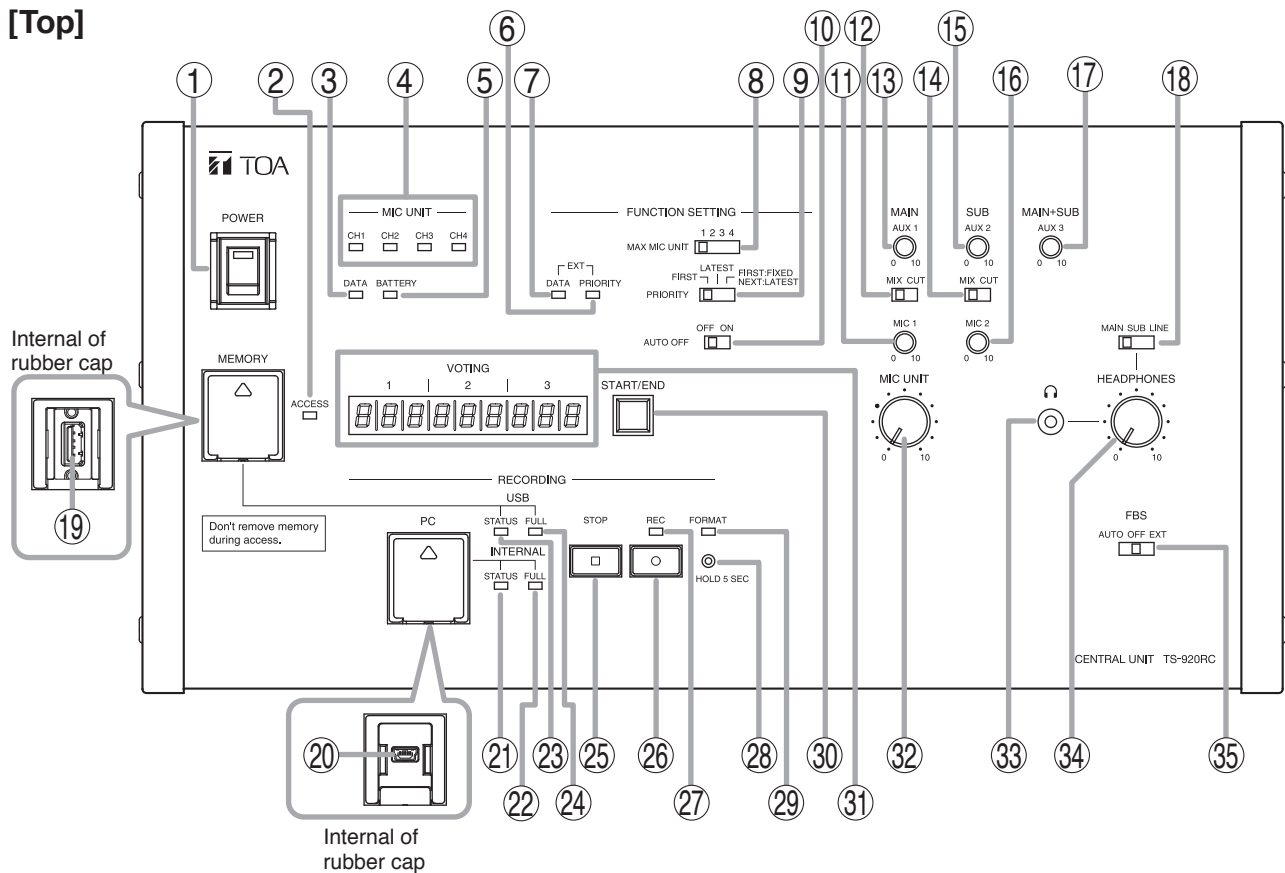 [Top]
⑥ ⑩ ⑫ ⑮
① ② ③ ④ ⑤ ⑦ ⑧ ⑨ ⑪ ⑬ ⑭ ⑯ ⑰ ⑱
TOA
POWER
MIC UNIT
CH1 CH2 CH3 CH4
DATA BATTERY
FUNCTION SETTING
1 2 3 4
MAX MIC UNIT
EXT
DATA PRIORITY
LATEST
FIRST
FIRST:FIXED
NEXT:LATEST
PRIORITY
OFF ON
AUTO OFF
MAIN SUB MAIN+SUB
AUX 1 AUX 2 AUX 3
0 10 0 10 0 10
MIX CUT MIX CUT
MIC 1 MIC 2
0 10 0 10
MAIN SUB LINE
Internal of
rubber cap
MEMORY
ACCESS
VOTING
1 2 3
888888888
START/END
MIC UNIT
0 10
HEADPHONES
0 10
⑲
Don't remove memory
during access.
RECORDING
USB
PC
STATUS FULL
STOP REC FORMAT
INTERNAL
STATUS FULL
HOLD 5 SEC
FBS
AUTO OFF EXT
CENTRAL UNIT TS-920RC
⑳ ㉑ ㉓ ㉕ ㉖ ㉘ ㉚ ㉜ ㉝ ㉞ ㉟
㉒ ㉔ ㉗ ㉙ ㉛
Internal of
rubber cap